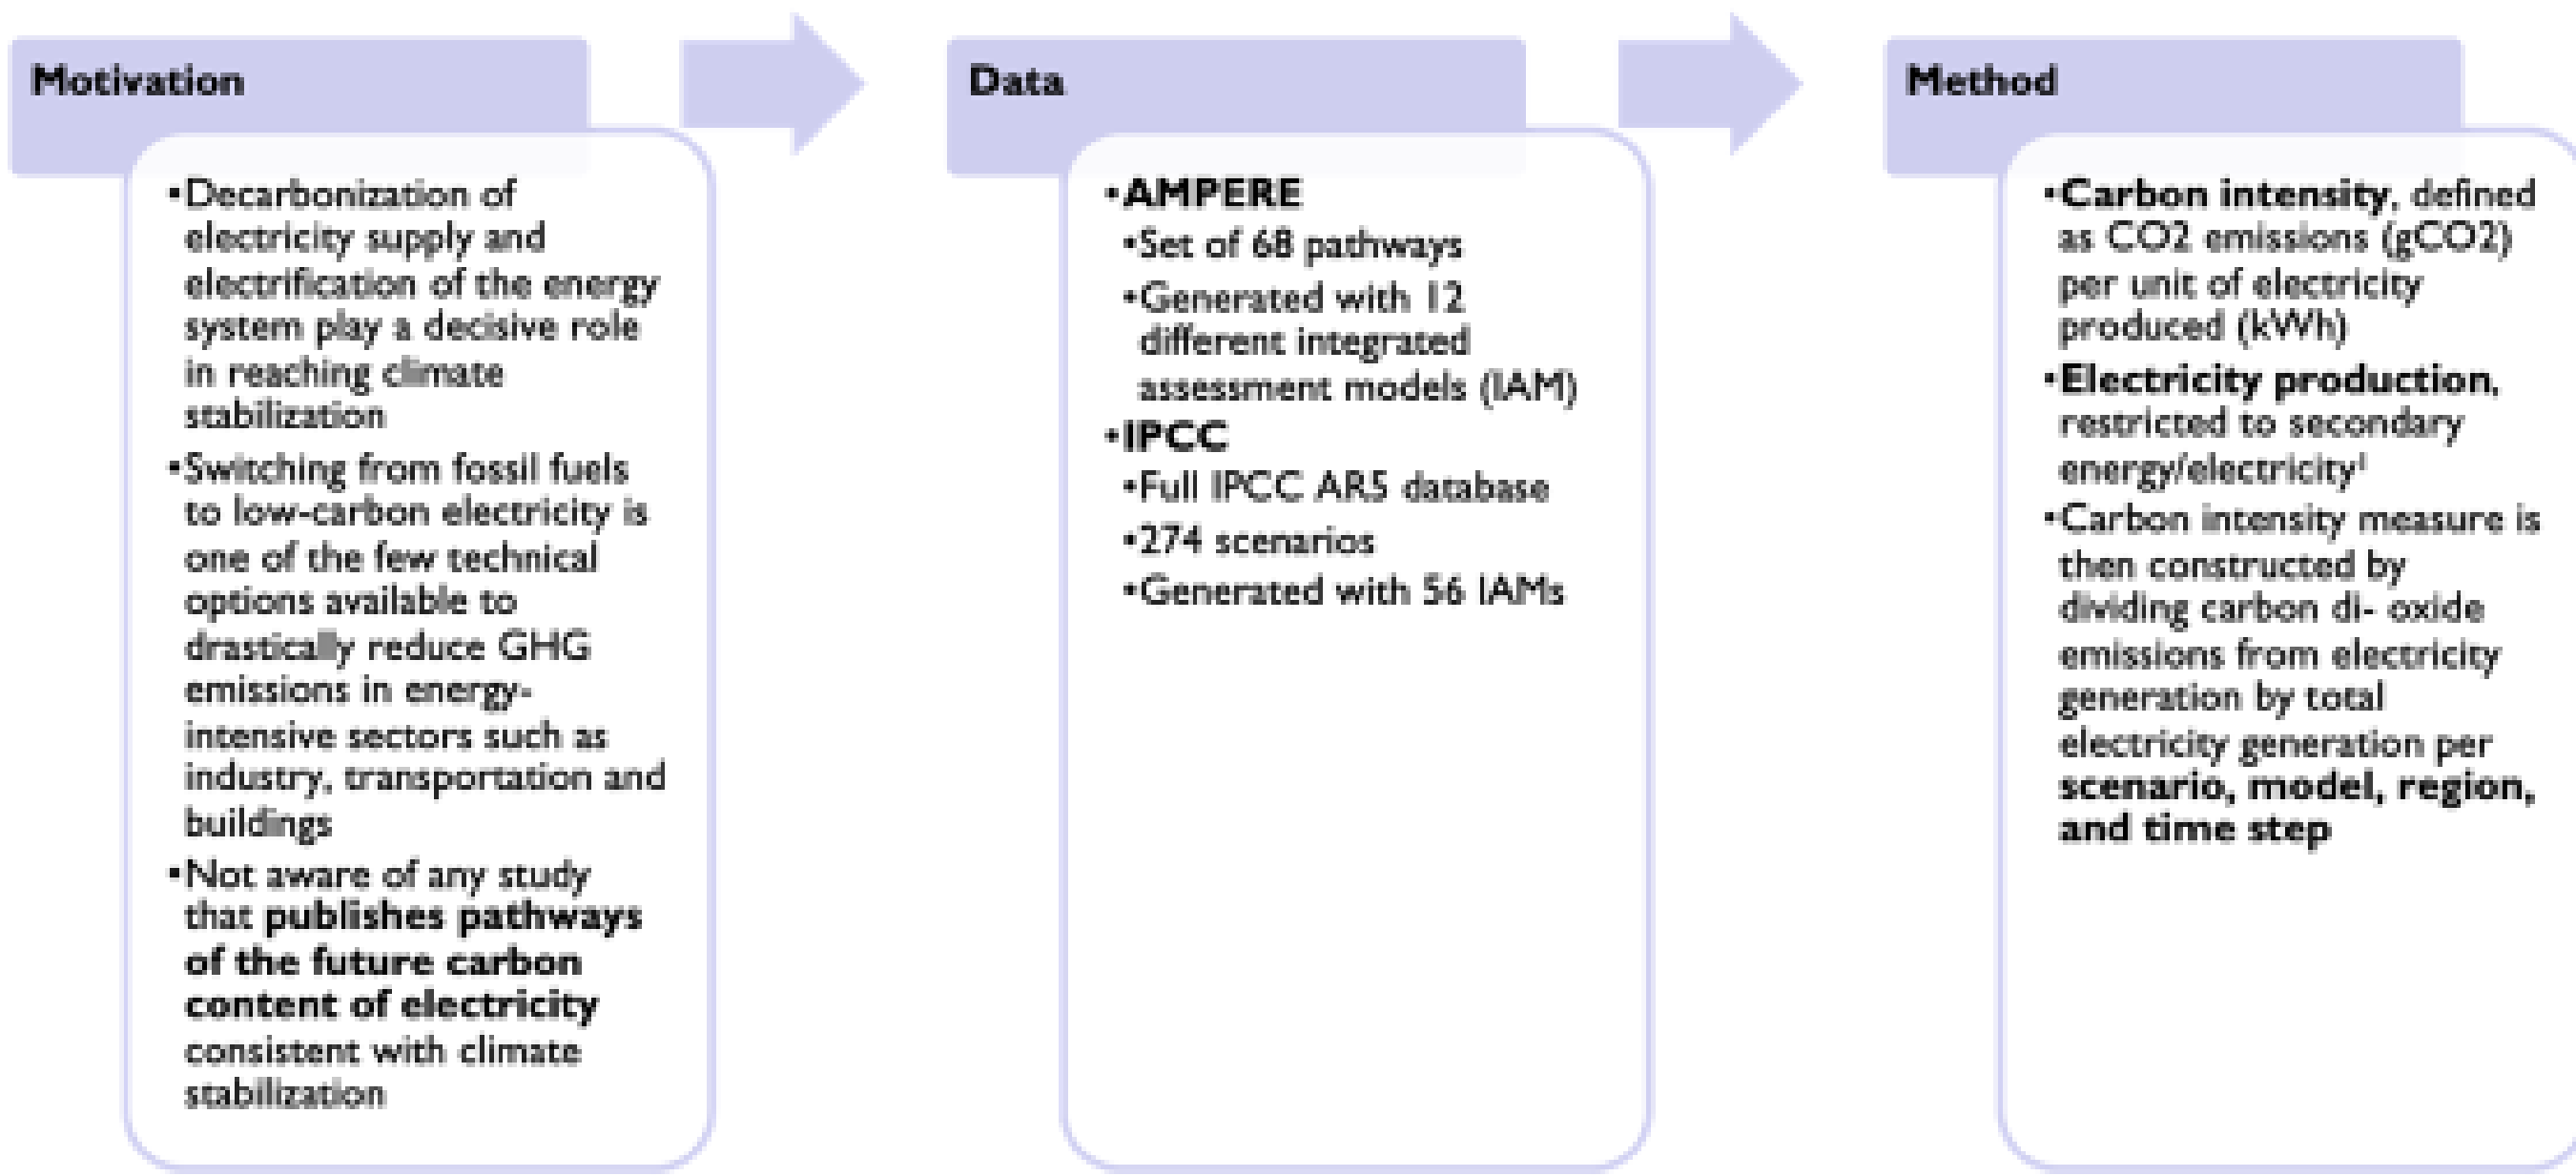 Motivation
•Decarbonization of
electricity supply and
electrification of the energy
system play a decisive role
in reaching climate
stabilization
•Switching from fossil fuels
to low-carbon electricity is
one of the few technical
options available to
drastically reduce GHG
emissions in energy-
intensive sectors such as
industry, transportation and
buildings
•Not aware of any study
that publishes pathways
of the future carbon
content of electricity
consistent with climate
stabilization
Data
•AMPERE
•Set of 68 pathways
•Generated with 12
different integrated
assessment models (IAM)
•IPCC
•Full IPCC AR5 database
•274 scenarios
•Generated with 56 IAMs
Method
•Carbon intensity, defined
as CO2 emissions (gCO2)
per unit of electricity
produced (kWh)
•Electricity production,
restricted to secondary
energy/electricity¹
•Carbon intensity measure is
then constructed by
dividing carbon di- oxide
emissions from electricity
generation by total
electricity generation per
scenario, model, region,
and time step